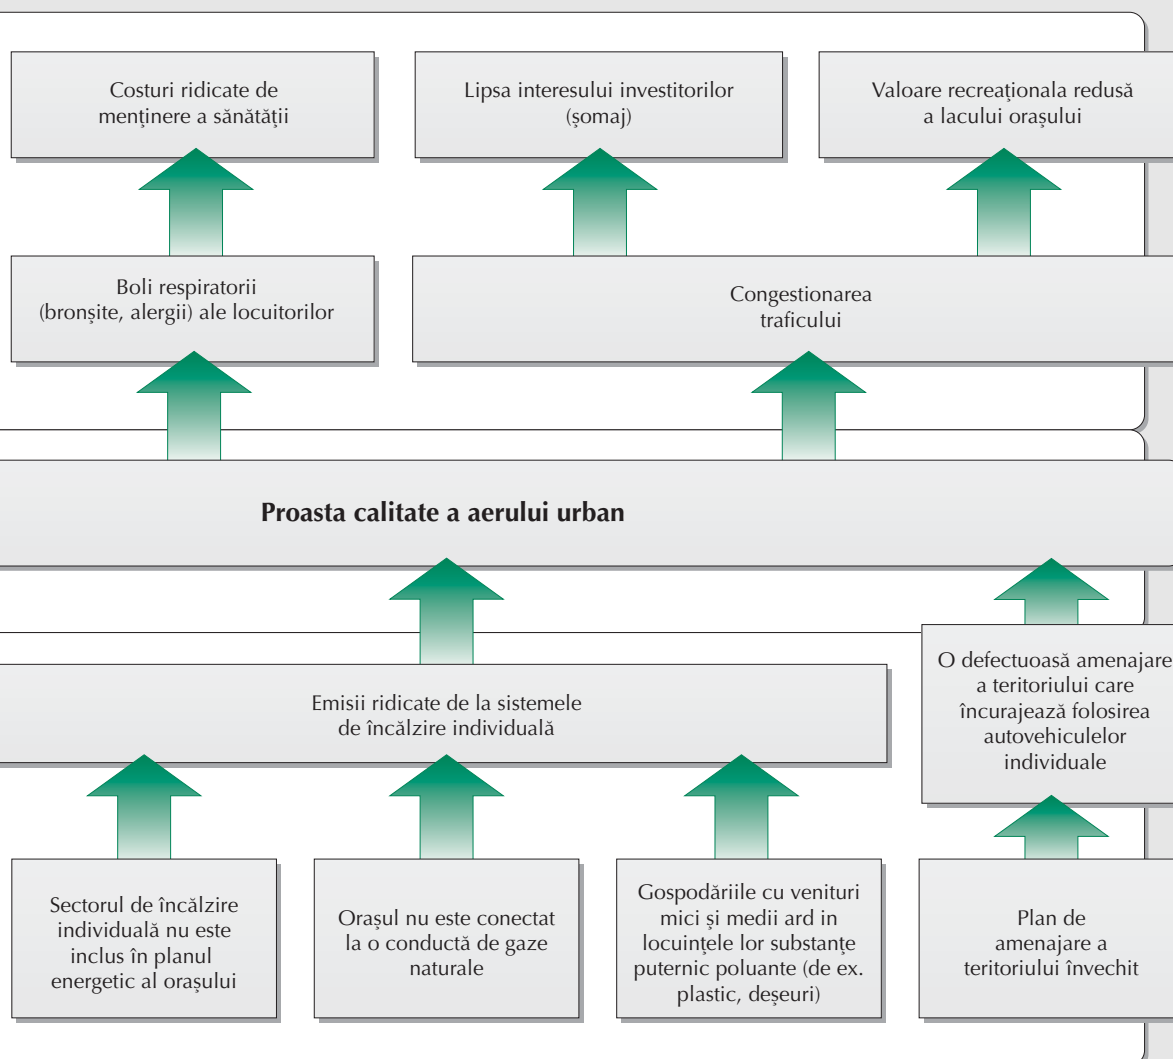 Costuri ridicate de
menținere a sănătății
Lipsa interesului investitorilor
(șomaj)
Valoare recreaționala redusă
a lacului orașului
Boli respiratorii
(bronșite, alergii) ale locuitorilor
Congestionarea
traficului
Proasta calitate a aerului urban
Emisii ridicate de la sistemele
de încălzire individuală
O defectuoasă amenajare
a teritoriului care
încurajează folosirea
autovehiculelor
individuale
Sectorul de încălzire
individuală nu este
inclus în planul
energetic al orașului
Orașul nu este conectat
la o conductă de gaze
naturale
Gospodăriile cu venituri
mici și medii ard in
locuințele lor substanțe
puternic poluante (de ex.
plastic, deșeuri)
Plan de
amenajare a
teritoriului învechit